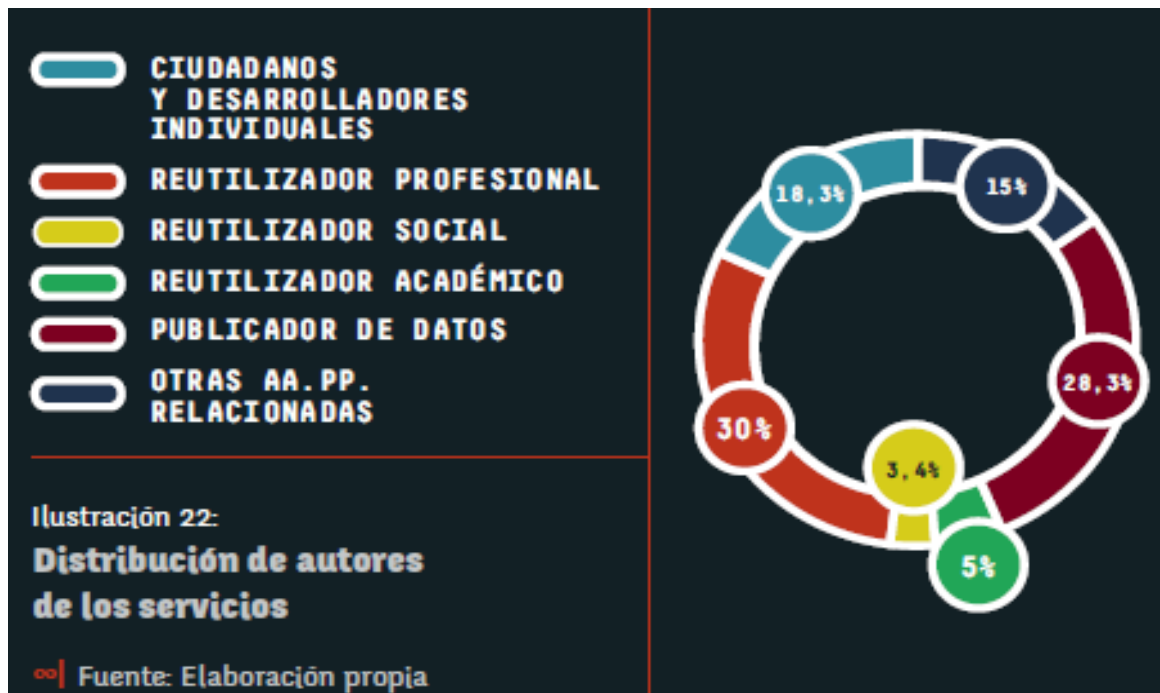 CIUDADANOS
Y DESARROLLADORES
INDIVIDUALES
REUTILIZADOR PROFESIONAL
REUTILIZADOR SOCIAL
REUTILIZADOR ACADÉMICO
PUBLICADOR DE DATOS
OTRAS AA.PP.
RELACIONADAS
Ilustración 22:
Distribución de autores
de los servicios
Fuente: Elaboración propia
18,3%
15%
28,3%
30%
3,4%
5%